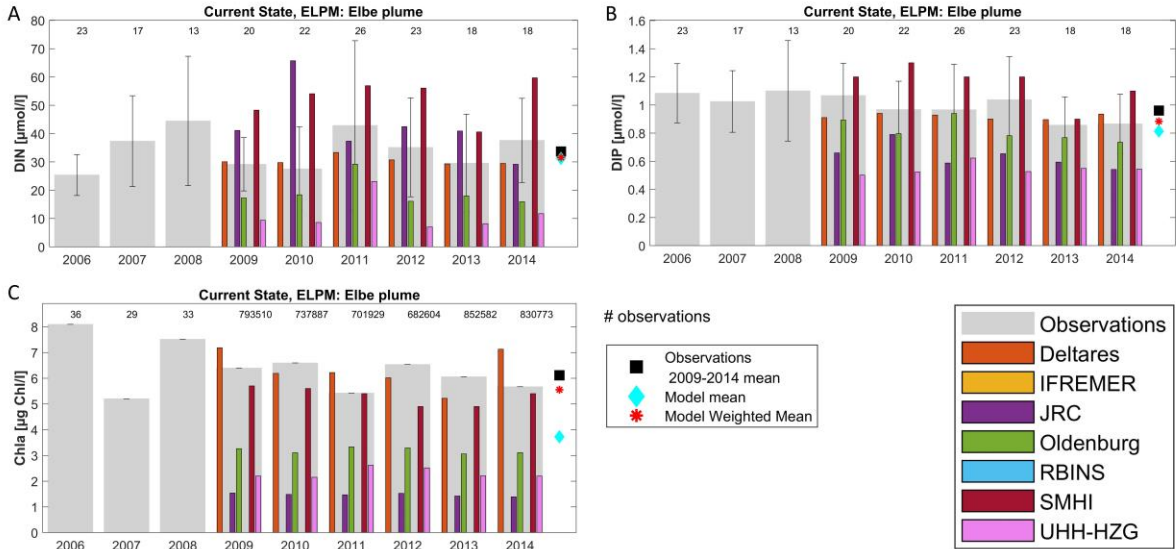 A
Current State, ELPM: Elbe plume
23 17 13 20 22 26 23 18 18
80
70
60
50
40
30
20
10
0
DIN [µmol/l]
2006 2007 2008 2009 2010 2011 2012 2013 2014
B
Current State, ELPM: Elbe plume
23 17 13 20 22 26 23 18 18
1.6
1.4
1.2
1
0.8
0.6
0.4
0.2
0
DIP [µmol/l]
2006 2007 2008 2009 2010 2011 2012 2013 2014
C
Current State, ELPM: Elbe plume
36 29 33 793510 737887 701929 682604 852582 830773
8
7
6
5
4
3
2
1
0
Chla [µg Chl/l]
2006 2007 2008 2009 2010 2011 2012 2013 2014
# observations
Observations
2009-2014 mean
Model mean
Model Weighted Mean
Observations
Deltares
IFREMER
JRC
Oldenburg
RBINS
SMHI
UHH-HZG